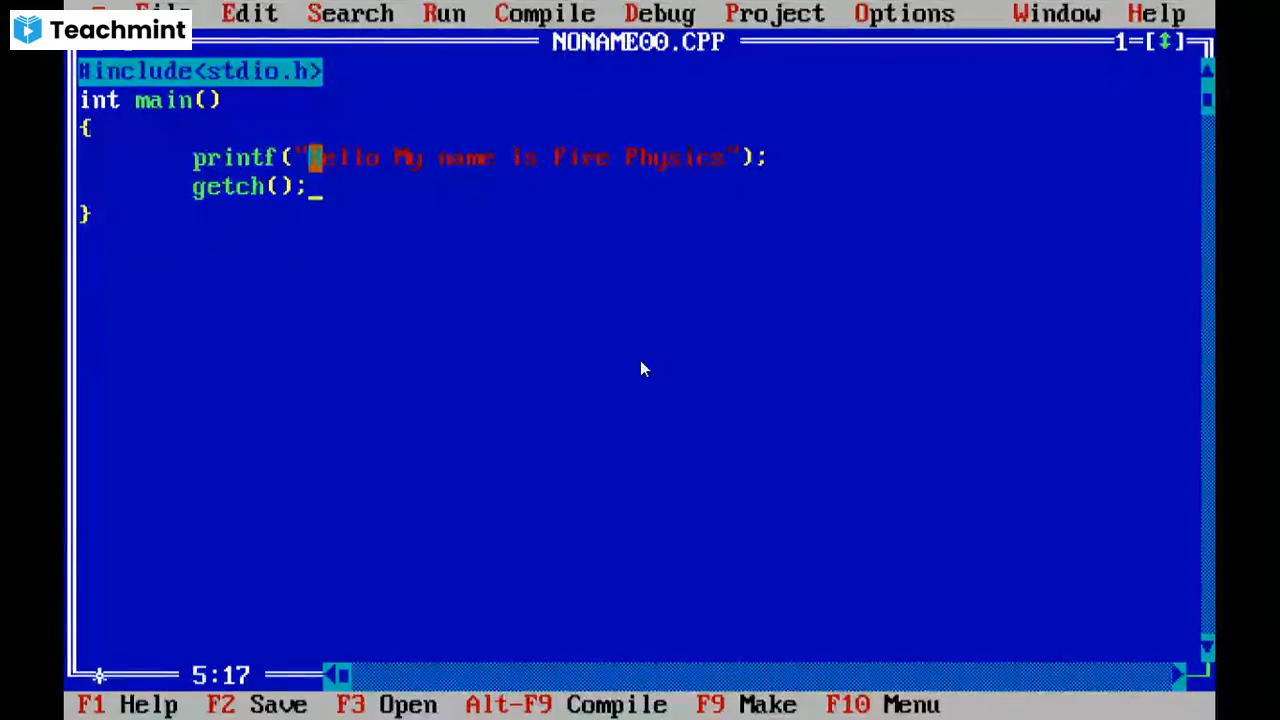 File Edit Search Run Compile Debug Project Options Window Help
Teachmint
NONAME00.CPP 1=[↕]
#include<stdio.h>
int main()
{
printf("Hello My name is Five Physics");
getch();_
}
5:17
F1 Help F2 Save F3 Open Alt-F9 Compile F9 Make F10 Menu